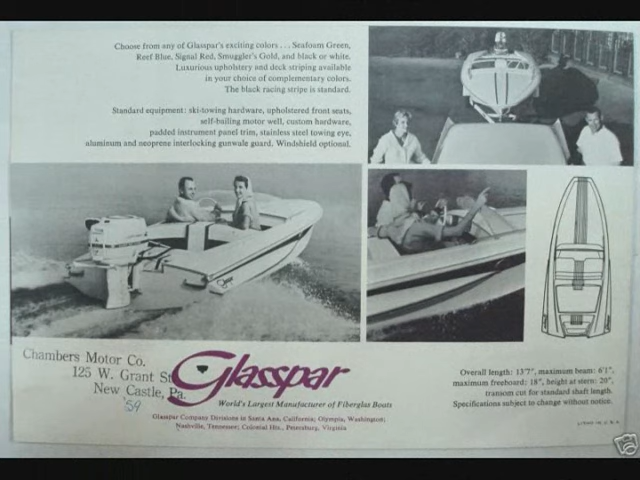 Choose from any of Glasspar's exciting colors . . . Seafoam Green,
Reef Blue, Signal Red, Smuggler's Gold, and black or white.
Luxurious upholstery and deck striping available
in your choice of complementary colors.
The black racing stripe is standard.
Standard equipment: ski-towing hardware, upholstered front seats,
self-bailing motor well, custom hardware,
padded instrument panel trim, stainless steel towing eye,
aluminum and neoprene interlocking gunwale guard. Windshield optional.
Chambers Motor Co.
125 W. Grant St
New Castle, Pa.
'59
Glasspar
World's Largest Manufacturer of Fiberglas Boats
Glasspar Company Divisions in Santa Ana, California; Olympia, Washington;
Nashville, Tennessee; Colonial Hts., Petersburg, Virginia
Overall length: 13'7", maximum beam: 6'1",
maximum freeboard: 18", height at stern: 20",
transom cut for standard shaft length.
Specifications subject to change without notice.